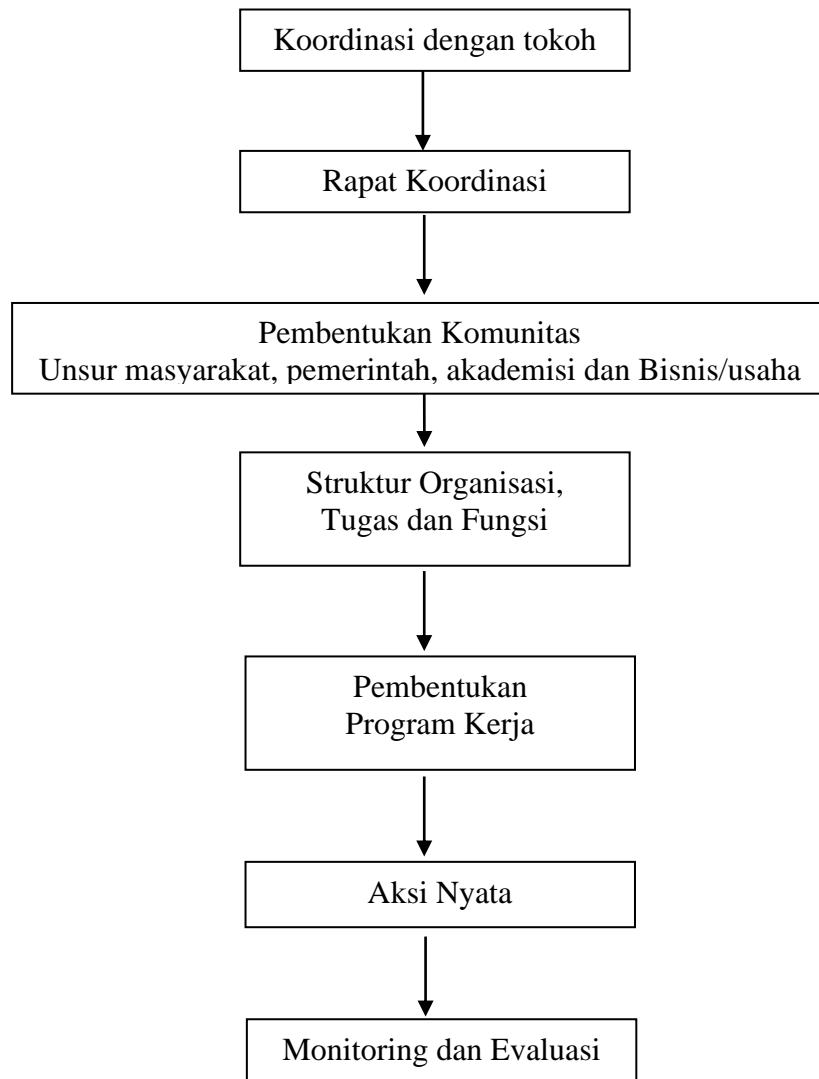 Koordinasi dengan tokoh
Rapat Koordinasi
Pembentukan Komunitas
Unsur masyarakat, pemerintah, akademisi dan Bisnis/usaha
Struktur Organisasi,
Tugas dan Fungsi
Pembentukan
Program Kerja
Aksi Nyata
Monitoring dan Evaluasi